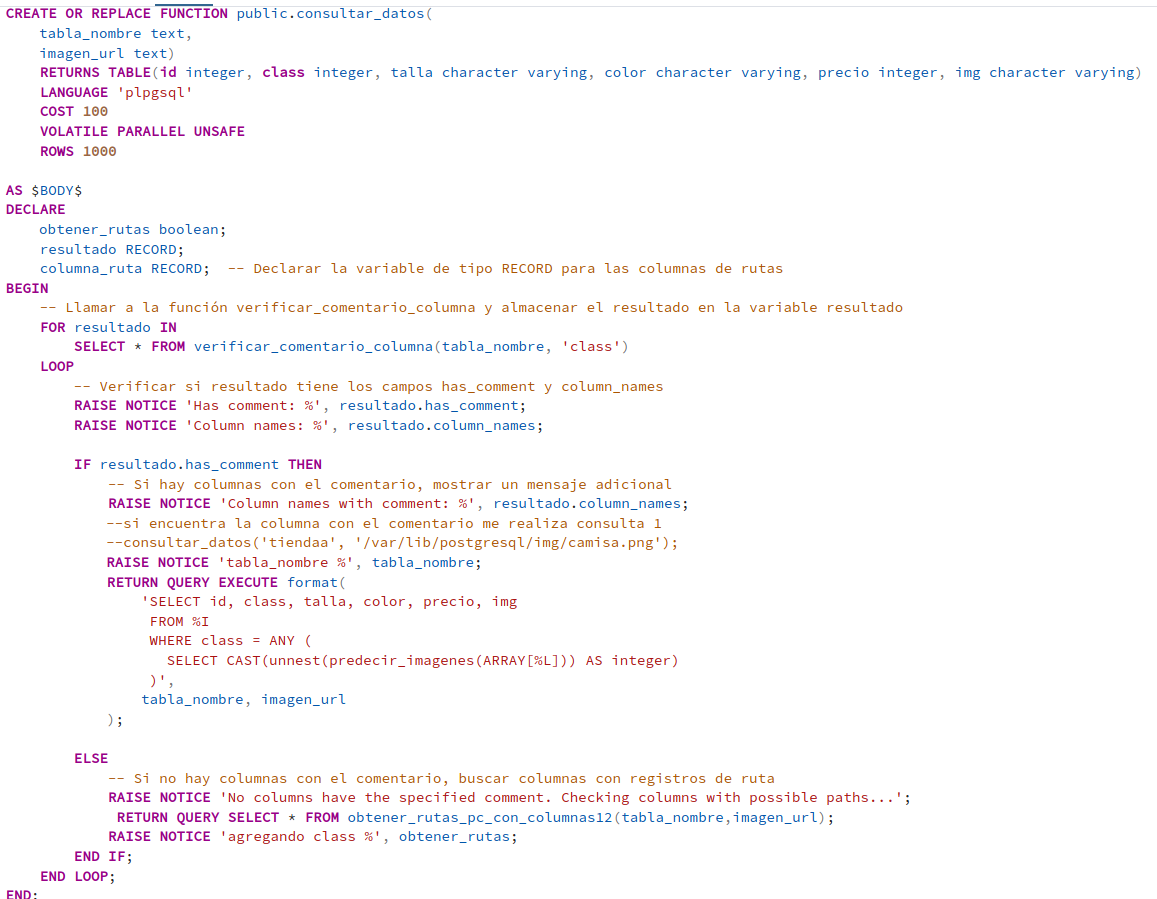 CREATE OR REPLACE FUNCTION public.consultar_datos(
    tabla_nombre text,
    imagen_url text)
    RETURNS TABLE(id integer, class integer, talla character varying, color character varying, precio integer, img character varying)
    LANGUAGE 'plpgsql'
    COST 100
    VOLATILE PARALLEL UNSAFE
    ROWS 1000

AS $BODY$
DECLARE
    obtener_rutas boolean;
    resultado RECORD;
    columna_ruta RECORD;  -- Declarar la variable de tipo RECORD para las columnas de rutas
BEGIN
    -- Llamar a la función verificar_comentario_columna y almacenar el resultado en la variable resultado
    FOR resultado IN
        SELECT * FROM verificar_comentario_columna(tabla_nombre, 'class')
    LOOP
        -- Verificar si resultado tiene los campos has_comment y column_names
        RAISE NOTICE 'Has comment: %', resultado.has_comment;
        RAISE NOTICE 'Column names: %', resultado.column_names;

        IF resultado.has_comment THEN
            -- Si hay columnas con el comentario, mostrar un mensaje adicional
            RAISE NOTICE 'Column names with comment: %', resultado.column_names;
            --si encuentra la columna con el comentario me realiza consulta 1
            --consultar_datos('tiendaa', '/var/lib/postgresql/img/camisa.png');
            RAISE NOTICE 'tabla_nombre %', tabla_nombre;
            RETURN QUERY EXECUTE format(
                'SELECT id, class, talla, color, precio, img
                 FROM %I
                 WHERE class = ANY (
                   SELECT CAST(unnest(predecir_imagenes(ARRAY[%L])) AS integer)
                 )',
                tabla_nombre, imagen_url
            );

        ELSE
            -- Si no hay columnas con el comentario, buscar columnas con registros de ruta
            RAISE NOTICE 'No columns have the specified comment. Checking columns with possible paths...';
             RETURN QUERY SELECT * FROM obtener_rutas_pc_con_columnas12(tabla_nombre,imagen_url);
            RAISE NOTICE 'agregando class %', obtener_rutas;
        END IF;
    END LOOP;
END;